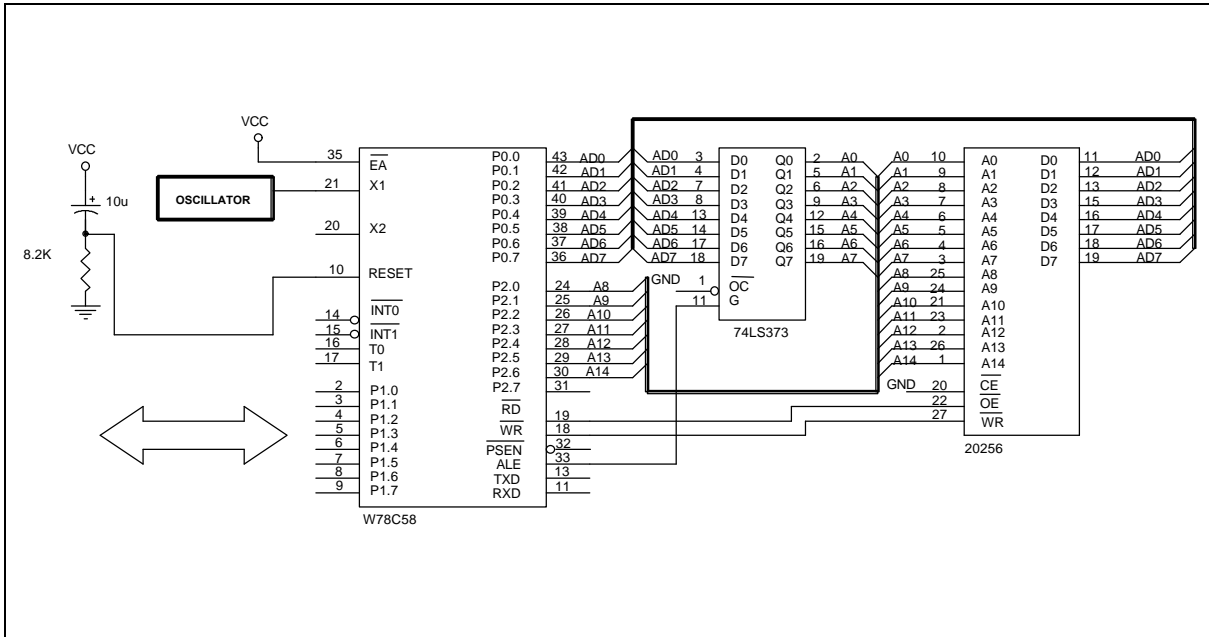 VCC
10u
8.2K
OSCILLATOR
VCC
35 EA
21 X1
20 X2
10 RESET
14 INT0
15 INT1
16 T0
17 T1
2 P1.0
3 P1.1
4 P1.2
5 P1.3
6 P1.4
7 P1.5
8 P1.6
9 P1.7
P0.0 43 AD0
P0.1 42 AD1
P0.2 41 AD2
P0.3 40 AD3
P0.4 39 AD4
P0.5 38 AD5
P0.6 37 AD6
P0.7 36 AD7
P2.0 24 A8
P2.1 25 A9
P2.2 26 A10
P2.3 27 A11
P2.4 28 A12
P2.5 29 A13
P2.6 30 A14
P2.7 31
RD 19
WR 18
PSEN 32
ALE 33
TXD 13
RXD 11
W78C58
AD0 3 D0 Q0 2 A0
AD1 4 D1 Q1 5 A1
AD2 7 D2 Q2 6 A2
AD3 8 D3 Q3 9 A3
AD4 13 D4 Q4 12 A4
AD5 14 D5 Q5 15 A5
AD6 17 D6 Q6 16 A6
AD7 18 D7 Q7 19 A7
GND 1 OC
11 G
74LS373
A0 10 A0
A1 9 A1
A2 8 A2
A3 7 A3
A4 6 A4
A5 5 A5
A6 4 A6
A7 3 A7
A8 25 A8
A9 24 A9
A10 21 A10
A11 23 A11
A12 2 A12
A13 26 A13
A14 1 A14
GND 20 CE
22 OE
27 WR
D0 11 AD0
D1 12 AD1
D2 13 AD2
D3 15 AD3
D4 16 AD4
D5 17 AD5
D6 18 AD6
D7 19 AD7
20256